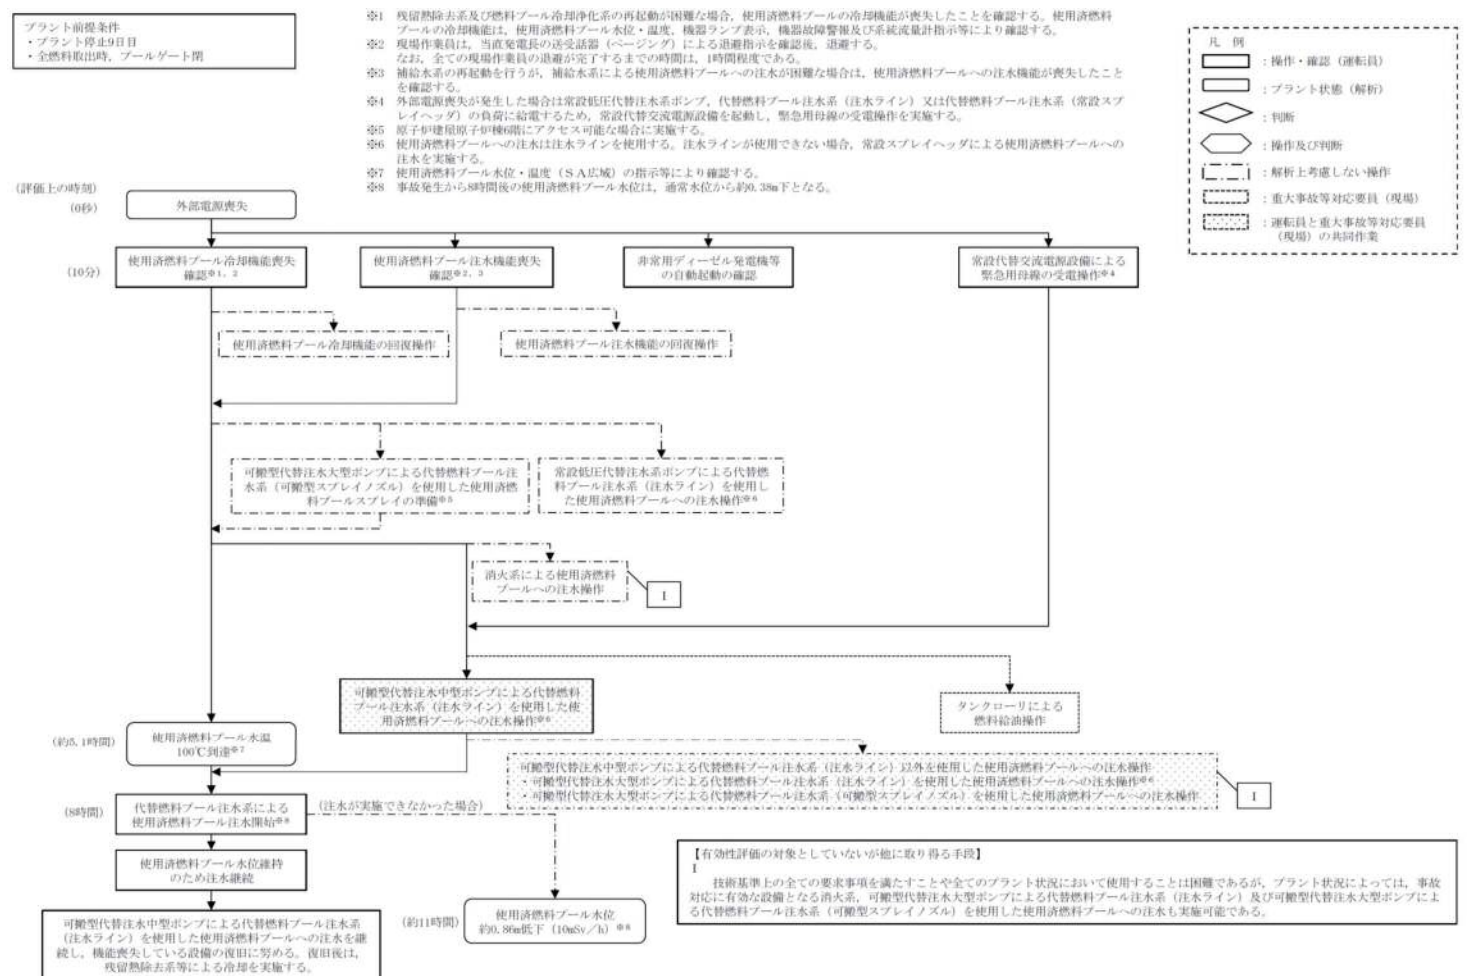 プラント前提条件
・プラント停止9日目
・全燃料取出時，プールゲート閉
※1 残留熱除去系及び燃料プール冷却浄化系の再起動が困難な場合，使用済燃料プールの冷却機能が喪失したことを確認する。使用済燃料
プールの冷却機能は，使用済燃料プール水位・温度，機器ランプ表示，機器故障警報及び系統流量計指示等により確認する。
※2 現場作業員は，当直発電長の送受話器（ページング）による退避指示を確認後，退避する。
なお，全ての現場作業員の退避が完了するまでの時間は，1時間程度である。
※3 補給水系の再起動を行うが，補給水系による使用済燃料プールへの注水が困難な場合は，使用済燃料プールへの注水機能が喪失したこと
を確認する。
※4 外部電源喪失が発生した場合は常設低圧代替注水系ポンプ，代替燃料プール注水系（注水ライン）又は代替燃料プール注水系（常設スプ
レイヘッダ）の負荷に給電するため，常設代替交流電源設備を起動し，緊急用母線の受電操作を実施する。
※5 原子炉建屋原子炉棟6階にアクセス可能な場合に実施する。
※6 使用済燃料プールへの注水は注水ラインを使用する。注水ラインが使用できない場合，常設スプレイヘッダによる使用済燃料プールへの
注水を実施する。
※7 使用済燃料プール水位・温度（SA広域）の指示等により確認する。
※8 事故発生から8時間後の使用済燃料プール水位は，通常水位から約0.38m下となる。
凡 例
：操作・確認（運転員）
：プラント状態（解析）
：判断
：操作及び判断
：解析上考慮しない操作
：重大事故等対応要員（現場）
：運転員と重大事故等対応要員
（現場）の共同作業
（評価上の時刻）
（0秒）
外部電源喪失
（10分）
使用済燃料プール冷却機能喪失
確認※1，2
使用済燃料プール注水機能喪失
確認※2，3
非常用ディーゼル発電機等
の自動起動の確認
常設代替交流電源設備による
緊急用母線の受電操作※4
使用済燃料プール冷却機能の回復操作
使用済燃料プール注水機能の回復操作
可搬型代替注水大型ポンプによる代替燃料プール注
水系（可搬型スプレイノズル）を使用した使用済燃
料プールスプレイの準備※5
常設低圧代替注水系ポンプによる代替燃
料プール注水系（注水ライン）を使用し
た使用済燃料プールへの注水操作※6
消火系による使用済燃料
プールへの注水操作
I
可搬型代替注水中型ポンプによる代替燃料
プール注水系（注水ライン）を使用した使
用済燃料プールへの注水操作※6
タンクローリによる
燃料給油操作
（約5.1時間）
使用済燃料プール水温
100℃到達※7
可搬型代替注水中型ポンプによる代替燃料プール注水系（注水ライン）以外を使用した使用済燃料プールへの注水操作
・可搬型代替注水大型ポンプによる代替燃料プール注水系（注水ライン）を使用した使用済燃料プールへの注水操作※6
・可搬型代替注水大型ポンプによる代替燃料プール注水系（可搬型スプレイノズル）を使用した使用済燃料プールへの注水操作
I
（8時間）
代替燃料プール注水系による
使用済燃料プール注水開始※8
（注水が実施できなかった場合）
使用済燃料プール水位維持
のため注水継続
可搬型代替注水中型ポンプによる代替燃料プール注水系
（注水ライン）を使用した使用済燃料プールへの注水を継
続し，機能喪失している設備の復旧に努める。復旧後は，
残留熱除去系等による冷却を実施する。
（約11時間）
使用済燃料プール水位
約0.86m低下（10mSv／h）※8
【有効性評価の対象としていないが他に取り得る手段】
I
技術基準上の全ての要求事項を満たすことや全てのプラント状況において使用することは困難であるが，プラント状況によっては，事故
対応に有効な設備となる消火系，可搬型代替注水大型ポンプによる代替燃料プール注水系（注水ライン）及び可搬型代替注水大型ポンプによ
る代替燃料プール注水系（可搬型スプレイノズル）を使用した使用済燃料プールへの注水も実施可能である。